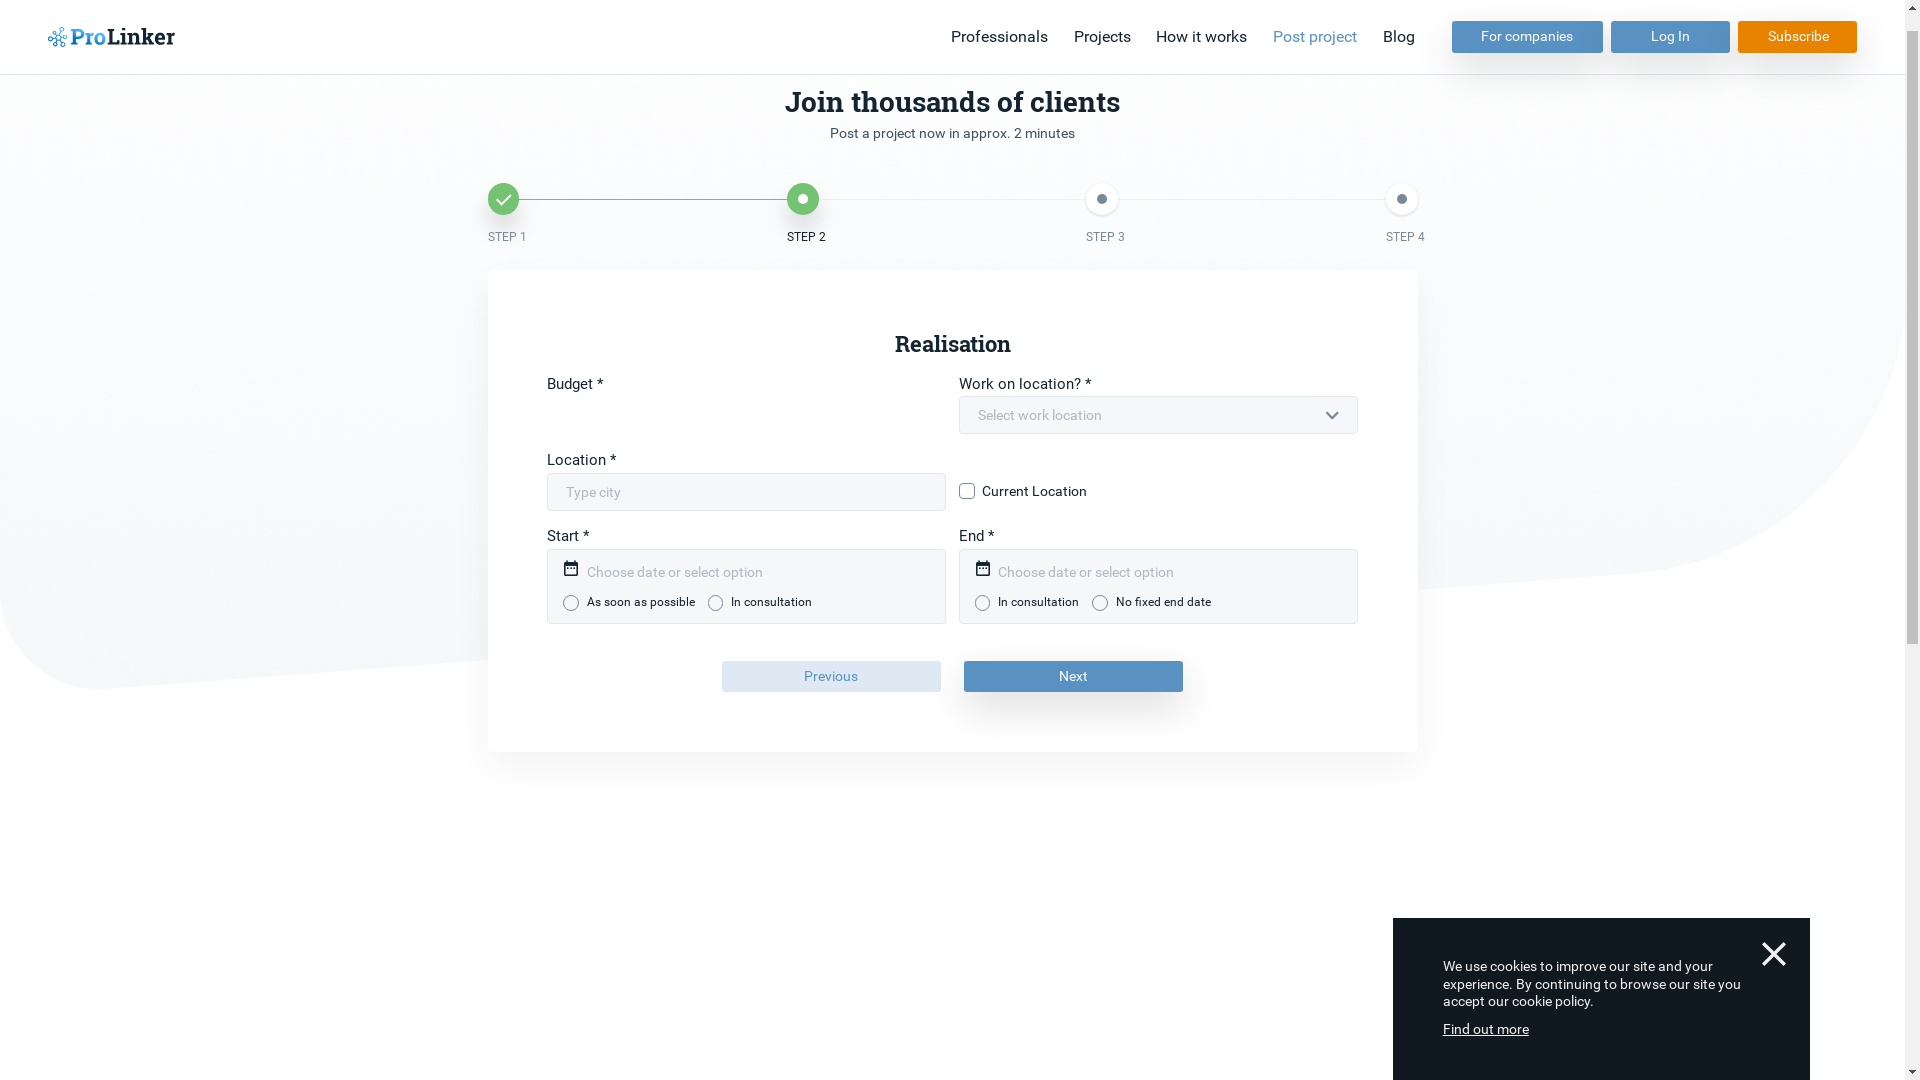 ProLinker
Professionals
Projects
How it works
Post project
Blog
For companies
Log In
Subscribe
Join thousands of clients
Post a project now in approx. 2 minutes
STEP 1
STEP 2
STEP 3
STEP 4
Realisation
Budget *
Work on location? *
Select work location
Location *
Type city
Current Location
Start *
End *
Choose date or select option
Choose date or select option
As soon as possible
In consultation
In consultation
No fixed end date
Previous
Next
We use cookies to improve our site and your
experience. By continuing to browse our site you
accept our cookie policy.
Find out more